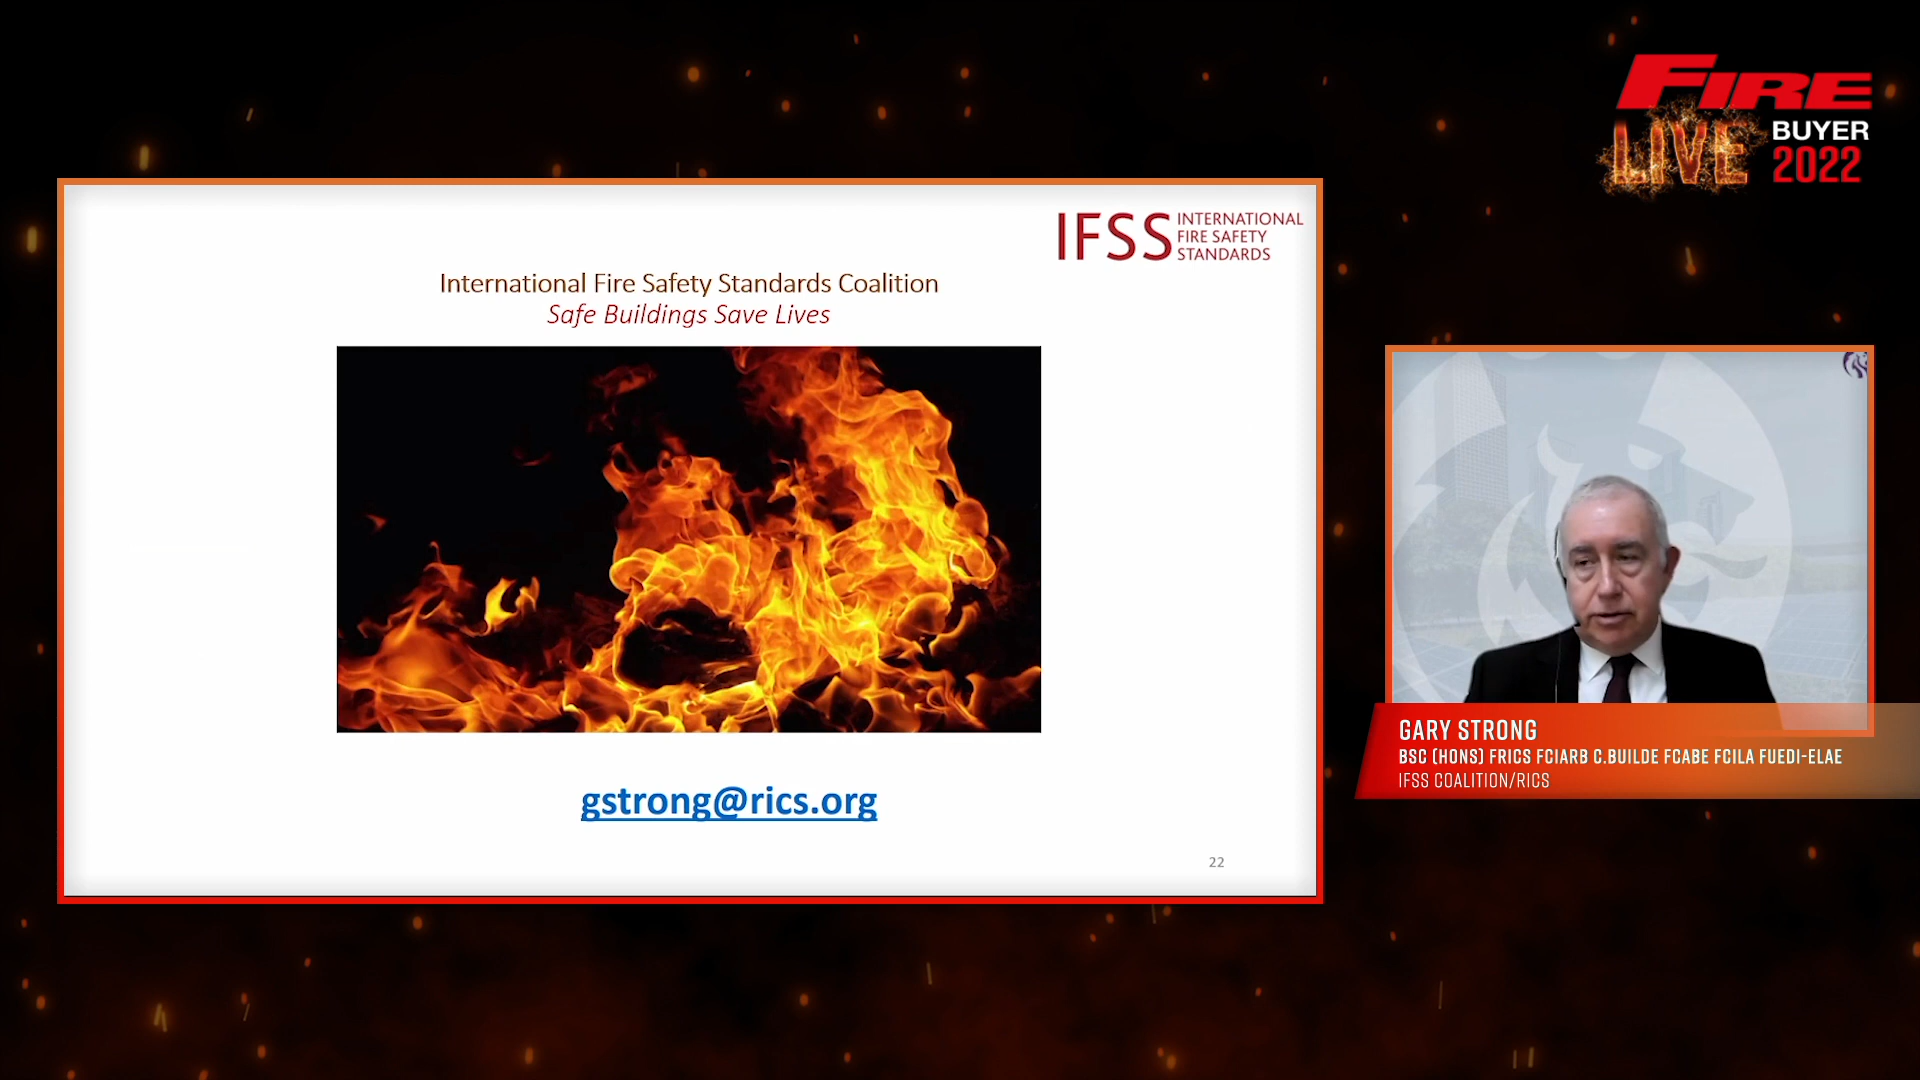 FIRE
LIVE BUYER
2022
IFSS INTERNATIONAL
FIRE SAFETY
STANDARDS
International Fire Safety Standards Coalition
Safe Buildings Save Lives
gstrong@rics.org
22
GARY STRONG
BSC (HONS) FRICS FCIARB C.BUILDE FCABE FCILA FUEDI-ELAE
IFSS COALITION/RICS